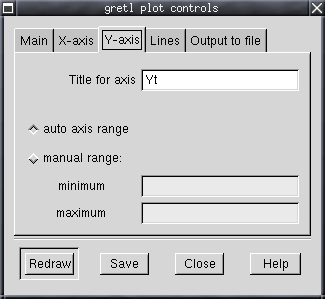 gretl plot controls
Main X-axis Y-axis Lines Output to file
Title for axis Yt
auto axis range
manual range:
minimum
maximum
Redraw Save Close Help